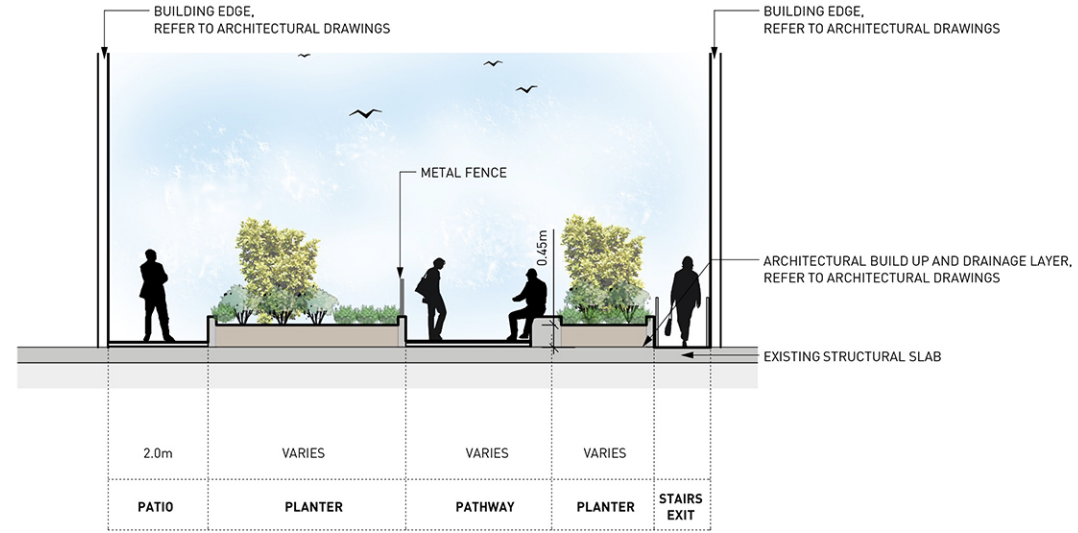 BUILDING EDGE,
REFER TO ARCHITECTURAL DRAWINGS
BUILDING EDGE,
REFER TO ARCHITECTURAL DRAWINGS
METAL FENCE
0.45m
ARCHITECTURAL BUILD UP AND DRAINAGE LAYER,
REFER TO ARCHITECTURAL DRAWINGS
EXISTING STRUCTURAL SLAB
2.0m
VARIES
VARIES
VARIES
PATIO
PLANTER
PATHWAY
PLANTER
STAIRS
EXIT